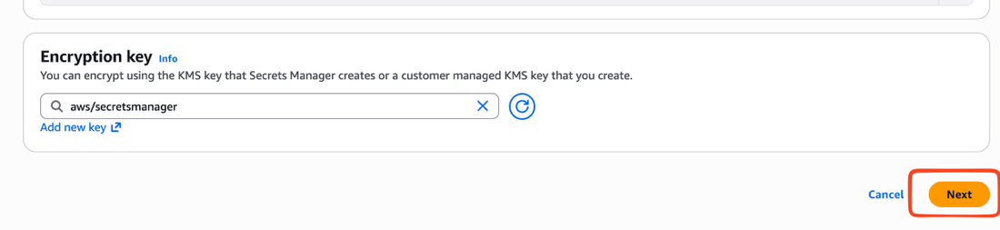 Encryption key Info
You can encrypt using the KMS key that Secrets Manager creates or a customer managed KMS key that you create.
aws/secretsmanager
Add new key
Cancel Next